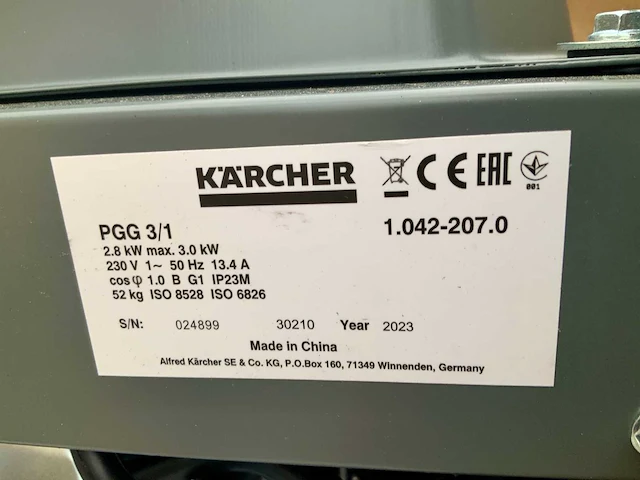 KÄRCHER CE EAC
001
PGG 3/1 1.042-207.0
2.8 kW max. 3.0 kW
230 V 1~ 50 Hz 13.4 A
cos φ 1.0 B G1 IP23M
52 kg ISO 8528 ISO 6826
S/N: 024899 30210 Year 2023
Made in China
Alfred Kärcher SE & Co. KG, P.O.Box 160, 71349 Winnenden, Germany